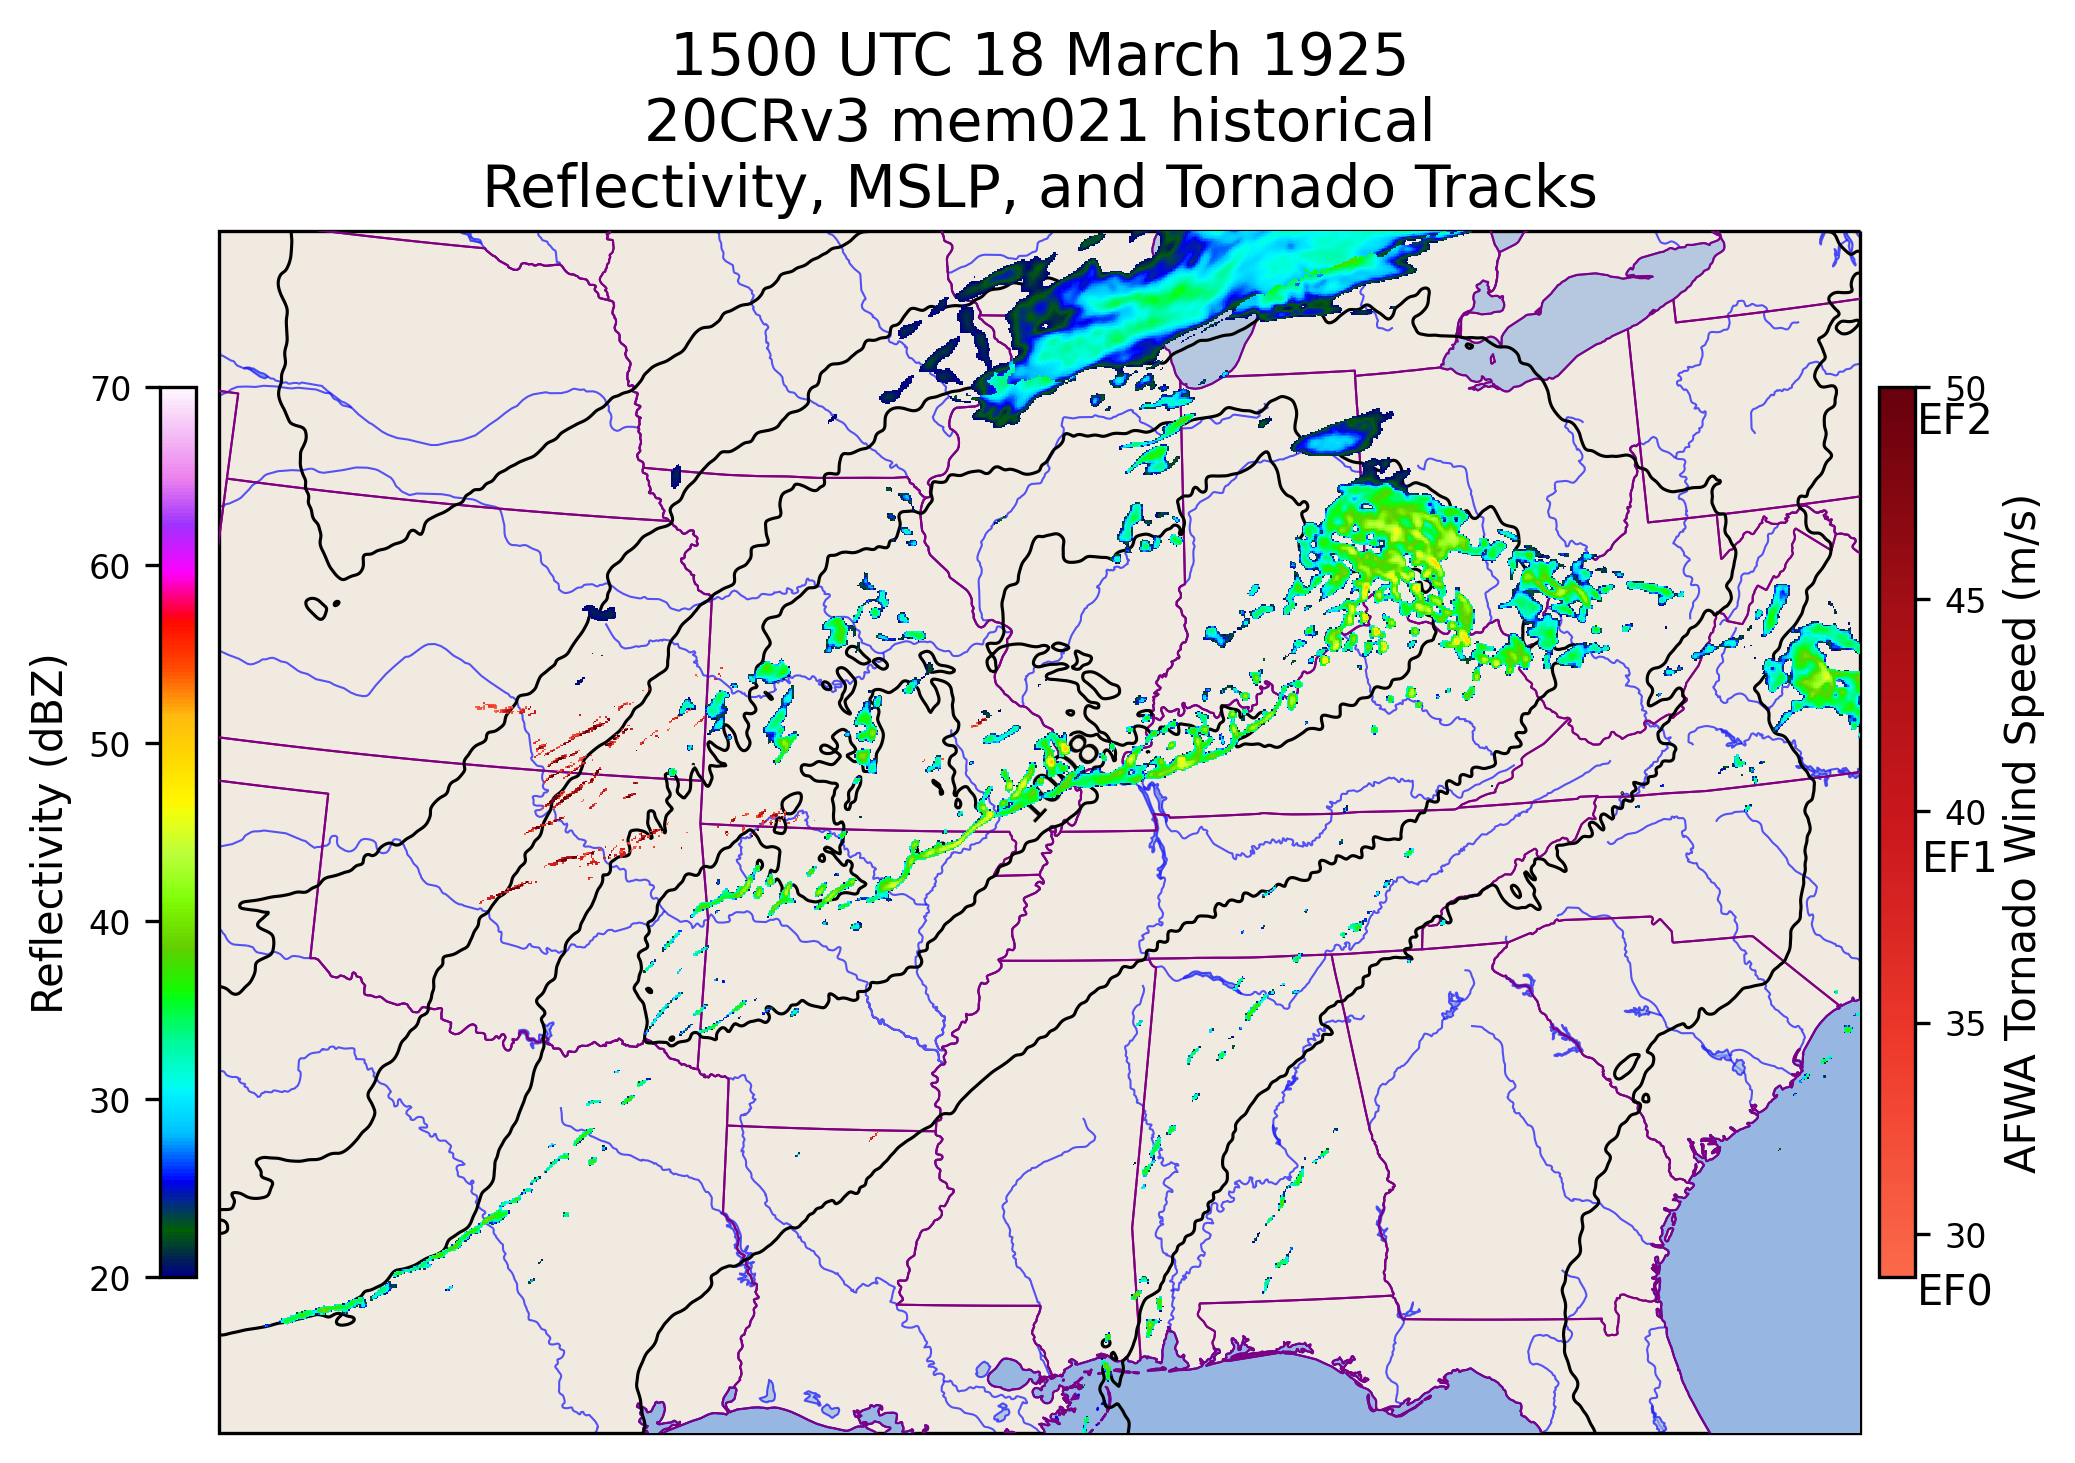 1500 UTC 18 March 1925
20CRv3 mem021 historical
Reflectivity, MSLP, and Tornado Tracks
Reflectivity (dBZ)
70
60
50
40
30
20
1008
50
EF2
45
40
EF1
35
30
EF0
AFWA Tornado Wind Speed (m/s)